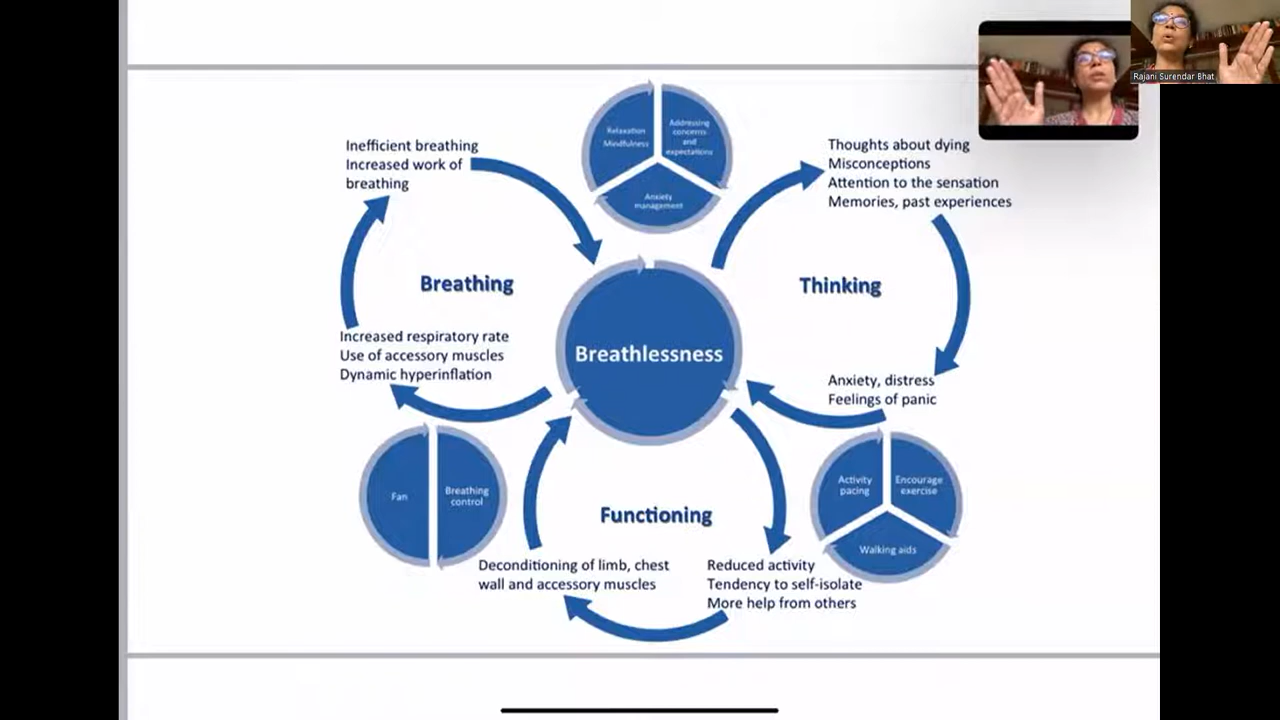 Rajani Surendar Bhat
Relaxation
Mindfulness
Addressing
concerns
and
expectations
Anxiety
management
Inefficient breathing
Increased work of
breathing
Thoughts about dying
Misconceptions
Attention to the sensation
Memories, past experiences
Breathing
Thinking
Increased respiratory rate
Use of accessory muscles
Dynamic hyperinflation
Breathlessness
Anxiety, distress
Feelings of panic
Fan
Breathing
control
Functioning
Activity
pacing
Encourage
exercise
Walking aids
Deconditioning of limb, chest
wall and accessory muscles
Reduced activity
Tendency to self-isolate
More help from others